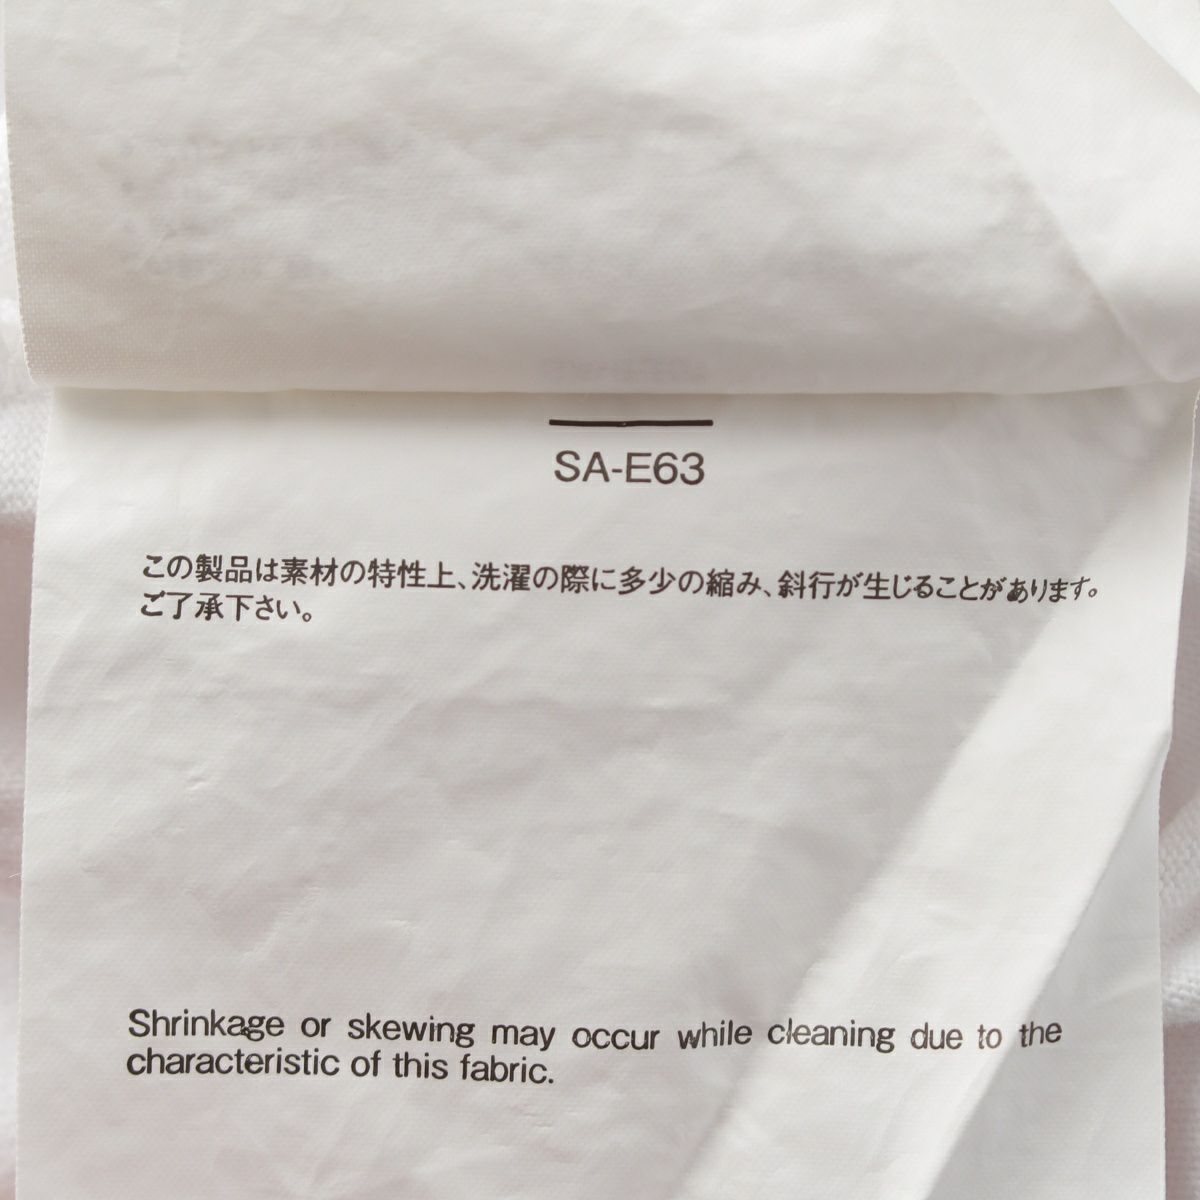 SA-E63
この製品は素材の特性上、洗濯の際に多少の縮み、斜行が生じることがあります。
ご了承下さい。
Shrinkage or skewing may occur while cleaning due to the
characteristic of this fabric.